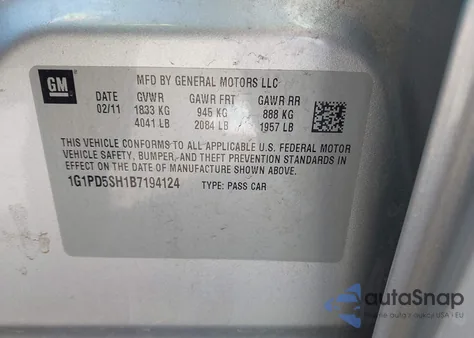 GM
MFD BY GENERAL MOTORS LLC
DATE GVWR GAWR FRT GAWR RR
02/11 1833 KG 945 KG 888 KG
4041 LB 2084 LB 1957 LB
THIS VEHICLE CONFORMS TO ALL APPLICABLE U.S. FEDERAL MOTOR
VEHICLE SAFETY, BUMPER, AND THEFT PREVENTION STANDARDS IN
EFFECT ON THE DATE OF MANUFACTURE SHOWN ABOVE.
1G1PD5SH1B7194124 TYPE: PASS CAR
autoSnap